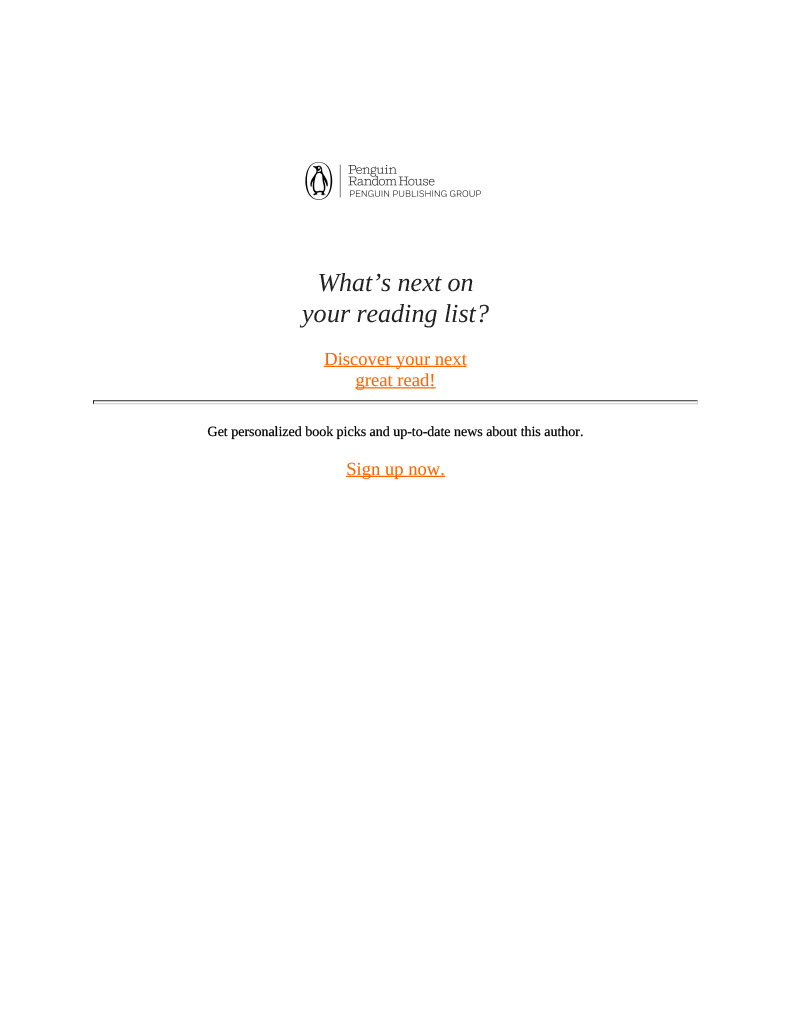 Penguin
Random House
PENGUIN PUBLISHING GROUP
What’s next on
your reading list?
Discover your next
great read!
Get personalized book picks and up-to-date news about this author.
Sign up now.